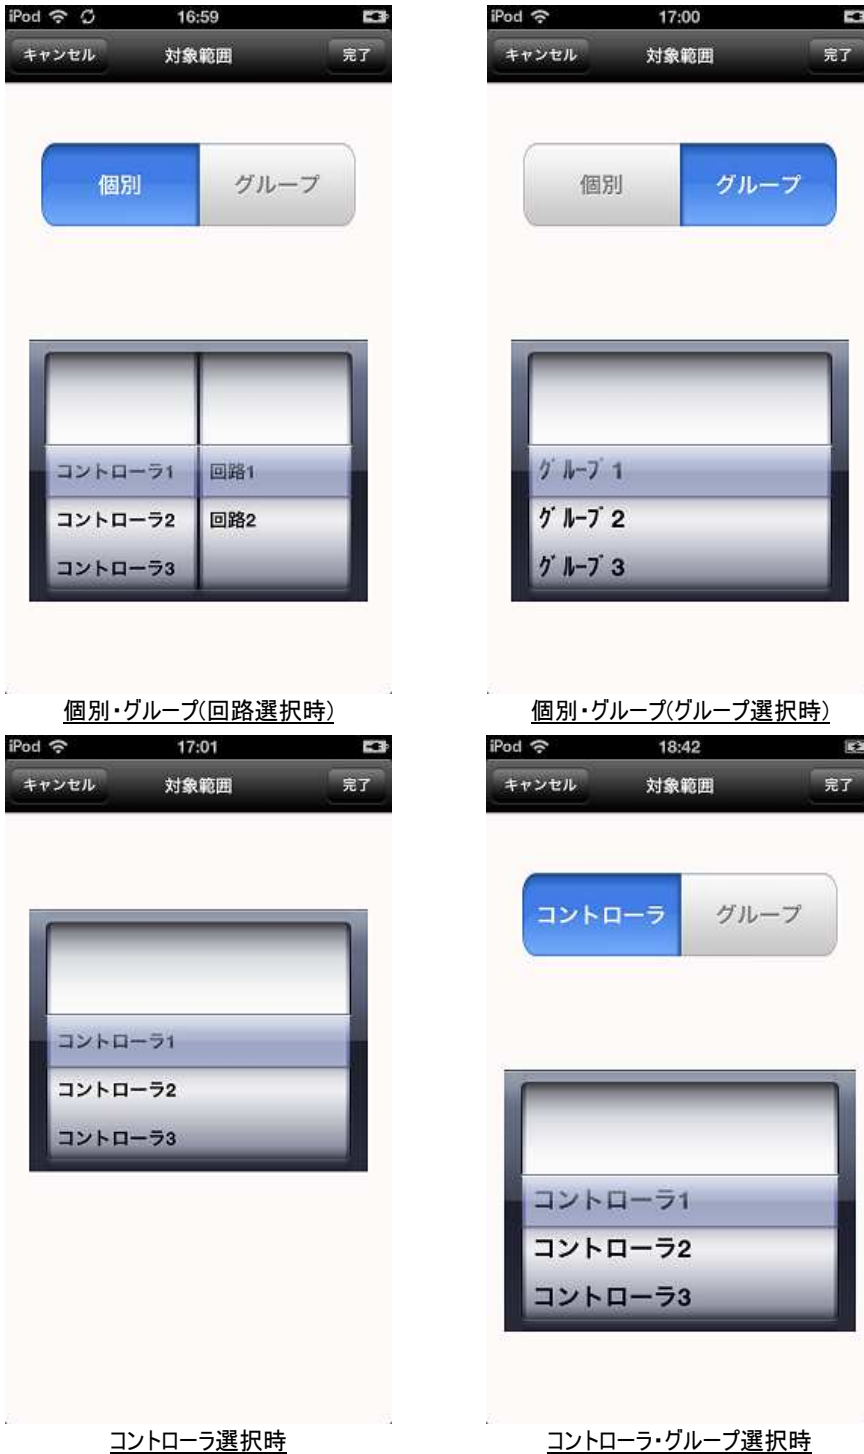 iPod 16:59
キャンセル 対象範囲 完了
個別 グループ
コントローラ1 回路1
コントローラ2 回路2
コントローラ3
個別・グループ(回路選択時)
iPod 17:00
キャンセル 対象範囲 完了
個別 グループ
ｸﾞﾙｰﾌﾟ1
ｸﾞﾙｰﾌﾟ2
ｸﾞﾙｰﾌﾟ3
個別・グループ(グループ選択時)
iPod 17:01
キャンセル 対象範囲 完了
コントローラ1
コントローラ2
コントローラ3
コントローラ選択時
iPod 18:42
キャンセル 対象範囲 完了
コントローラ グループ
コントローラ1
コントローラ2
コントローラ3
コントローラ・グループ選択時